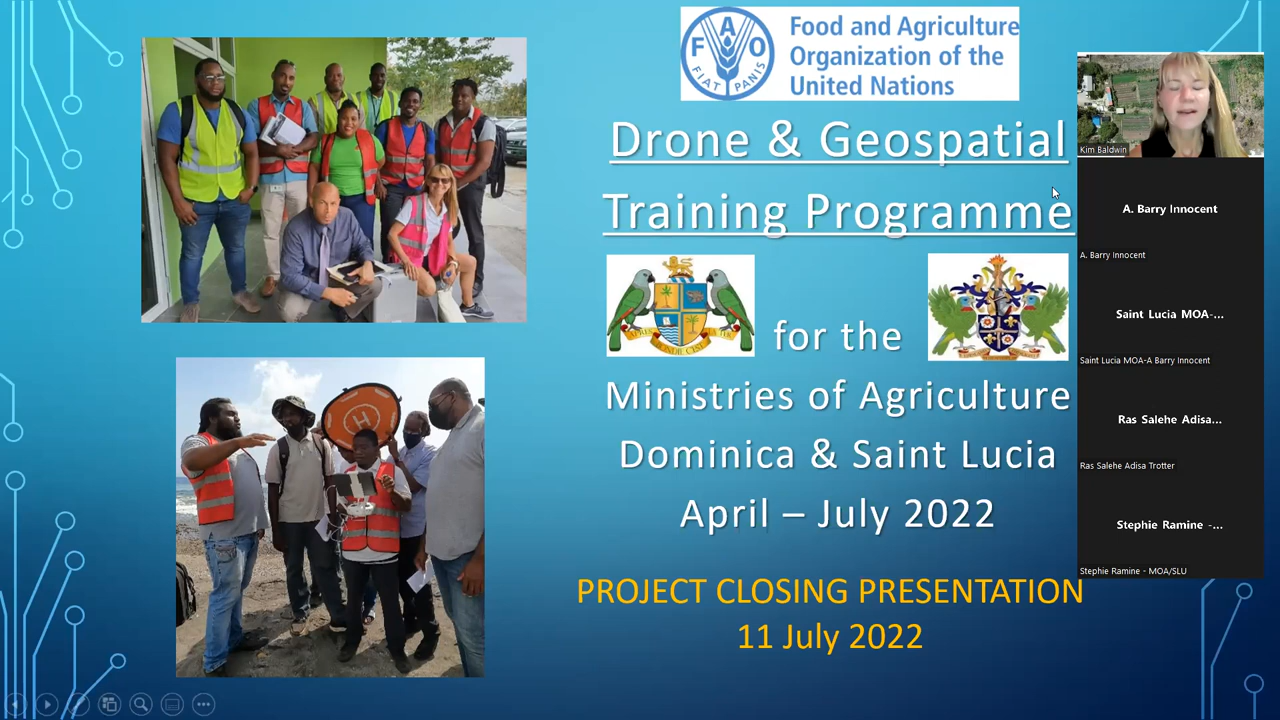 F A O
FIAT PANIS
Food and Agriculture
Organization of the
United Nations
Drone & Geospatial
Training Programme
for the
Ministries of Agriculture
Dominica & Saint Lucia
April – July 2022
PROJECT CLOSING PRESENTATION
11 July 2022
H
Kim Baldwin
A. Barry Innocent
A. Barry Innocent
Saint Lucia MOA-...
Saint Lucia MOA-A Barry Innocent
Ras Salehe Adisa...
Ras Salehe Adisa Trotter
Stephie Ramine -...
Stephie Ramine - MOA/SLU